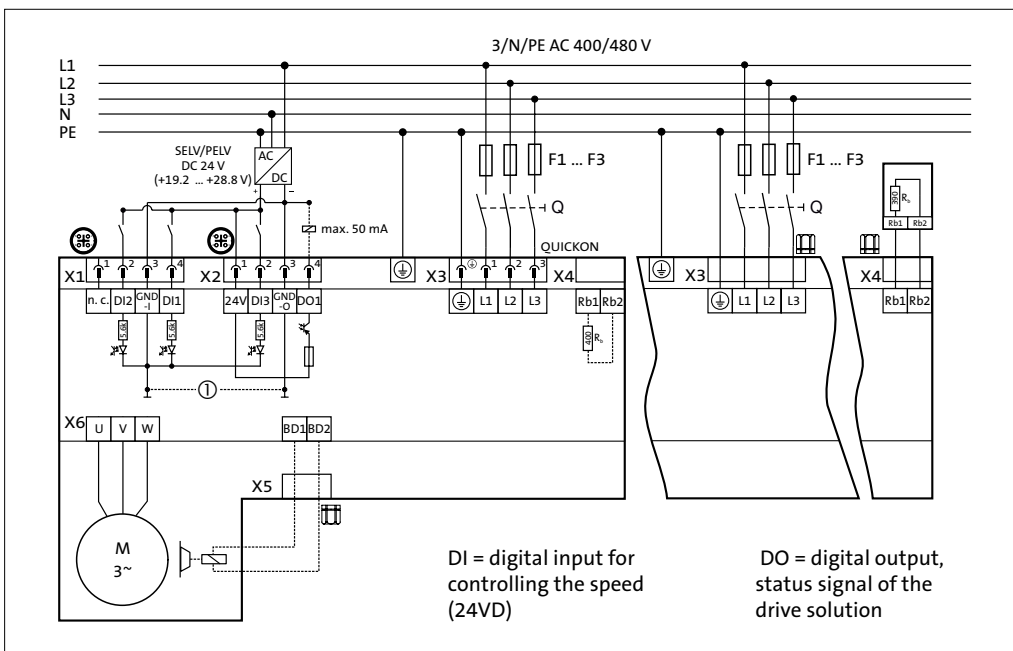 3/N/PE AC 400/480 V
L1
L2
L3
N
PE
SELV/PELV
DC 24 V
(+19.2 ... +28.8 V)
AC
DC
+ −
max. 50 mA
F1 ... F3
Q
QUICKON
F1 ... F3
Q
390 Rb
Rb1 Rb2
X1 1 2 3 4
X2 1 2 3 4
X3 1 2 3
X4
X3
X4
n. c. DI2 GND-I DI1
24V DI3 GND-O DO1
L1 L2 L3
Rb1 Rb2
L1 L2 L3
Rb1 Rb2
5.6k 5.6k 5.6k
400 Rb
1
X6 U V W
BD1 BD2
X5
M
3~
DI = digital input for
controlling the speed
(24VD)
DO = digital output,
status signal of the
drive solution